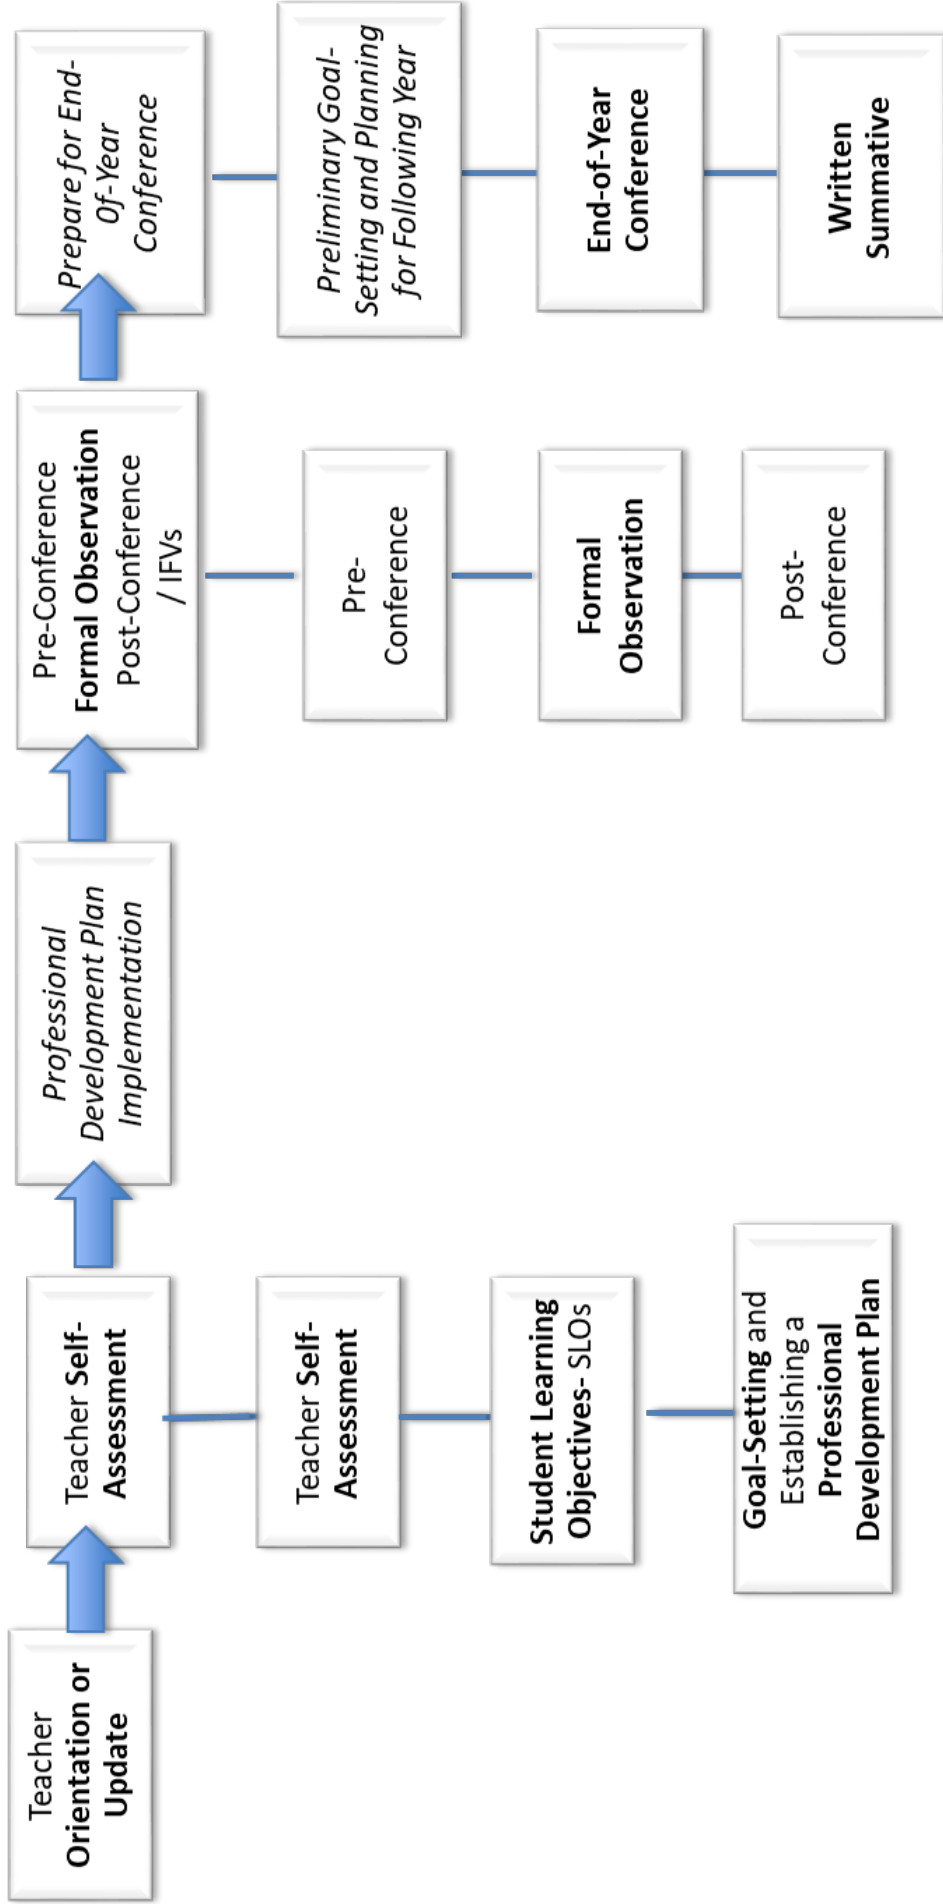 Teacher
Orientation or
Update
Teacher Self-
Assessment
Teacher Self-
Assessment
Student Learning
Objectives- SLOs
Goal-Setting and
Establishing a
Professional
Development Plan
Professional
Development Plan
Implementation
Pre-Conference
Formal Observation
Post-Conference
/ IFVs
Pre-
Conference
Formal
Observation
Post-
Conference
Prepare for End-
Of-Year
Conference
Preliminary Goal-
Setting and Planning
for Following Year
End-of-Year
Conference
Written
Summative